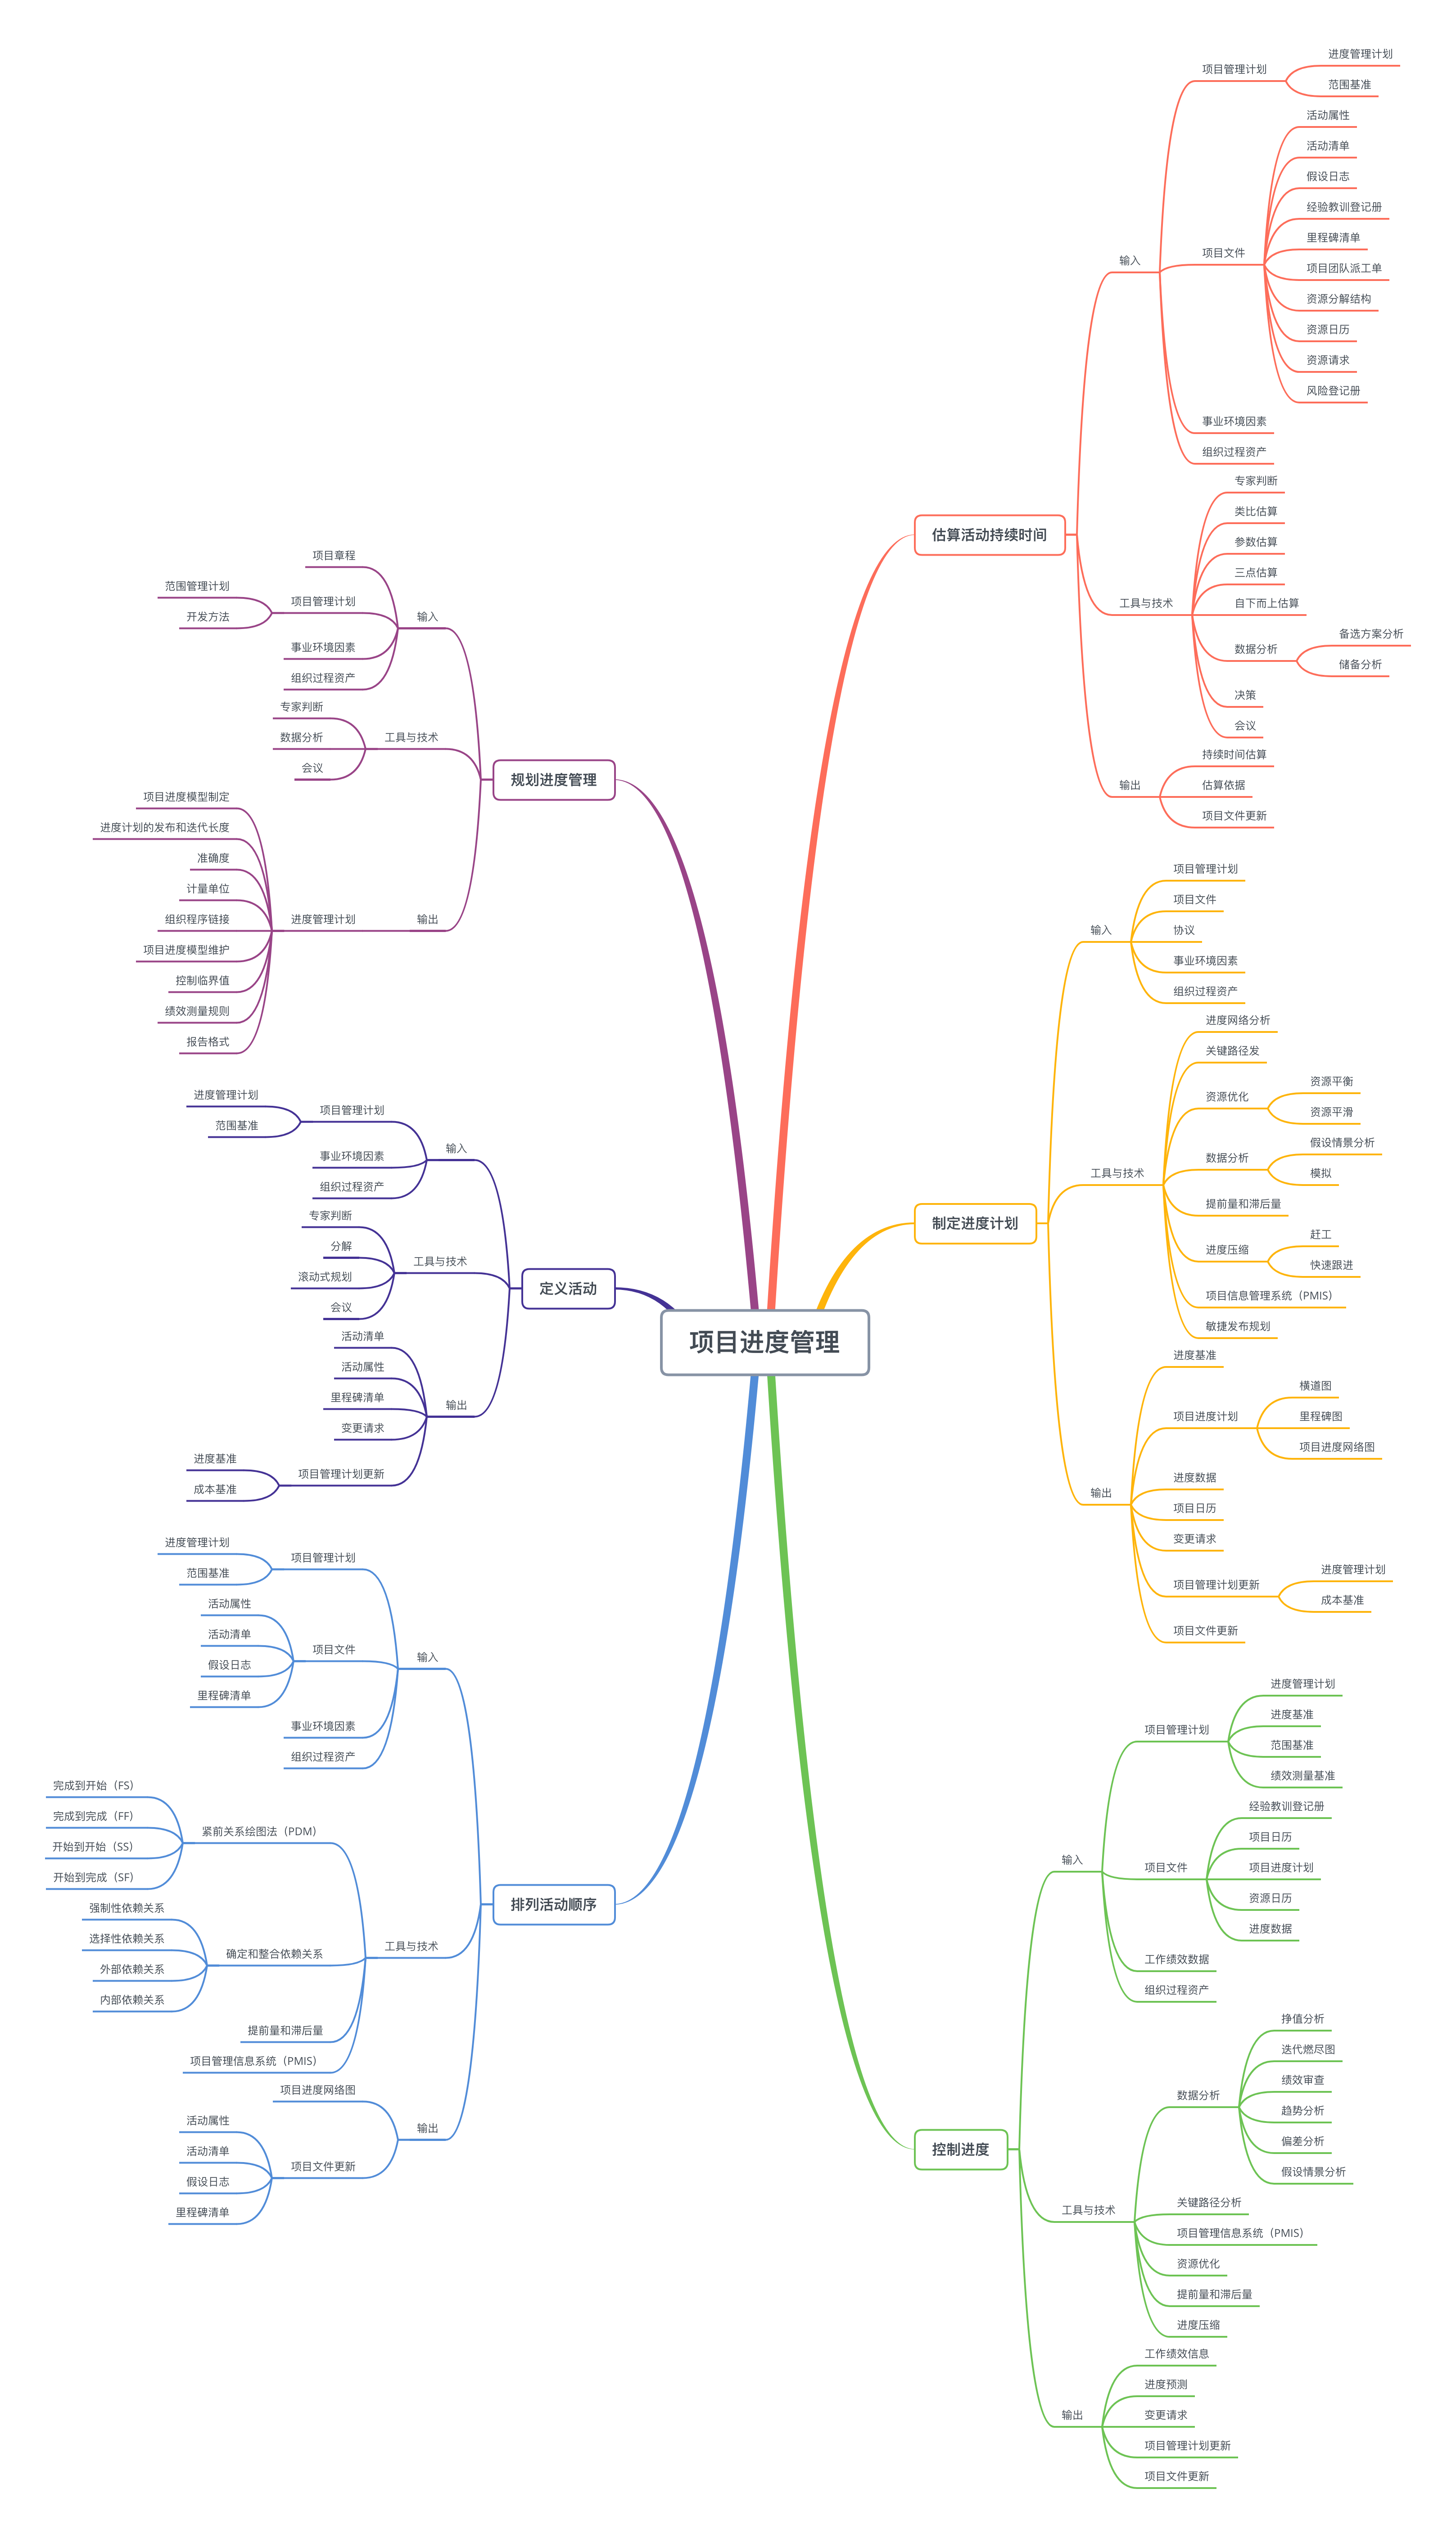 项目进度管理
估算活动持续时间
输入
项目管理计划
进度管理计划
范围基准
项目文件
活动属性
活动清单
假设日志
经验教训登记册
里程碑清单
项目团队派工单
资源分解结构
资源日历
资源请求
风险登记册
事业环境因素
组织过程资产
工具与技术
专家判断
类比估算
参数估算
三点估算
自下而上估算
数据分析
备选方案分析
储备分析
决策
会议
输出
持续时间估算
估算依据
项目文件更新
制定进度计划
输入
项目管理计划
项目文件
协议
事业环境因素
组织过程资产
工具与技术
进度网络分析
关键路径发
资源优化
资源平衡
资源平滑
数据分析
假设情景分析
模拟
提前量和滞后量
进度压缩
赶工
快速跟进
项目信息管理系统（PMIS）
敏捷发布规划
输出
进度基准
项目进度计划
横道图
里程碑图
项目进度网络图
进度数据
项目日历
变更请求
项目管理计划更新
进度管理计划
成本基准
项目文件更新
控制进度
输入
项目管理计划
进度管理计划
进度基准
范围基准
绩效测量基准
项目文件
经验教训登记册
项目日历
项目进度计划
资源日历
进度数据
工作绩效数据
组织过程资产
工具与技术
数据分析
挣值分析
迭代燃尽图
绩效审查
趋势分析
偏差分析
假设情景分析
关键路径分析
项目管理信息系统（PMIS）
资源优化
提前量和滞后量
进度压缩
输出
工作绩效信息
进度预测
变更请求
项目管理计划更新
项目文件更新
规划进度管理
输入
项目章程
项目管理计划
范围管理计划
开发方法
事业环境因素
组织过程资产
工具与技术
专家判断
数据分析
会议
输出
进度管理计划
项目进度模型制定
进度计划的发布和迭代长度
准确度
计量单位
组织程序链接
项目进度模型维护
控制临界值
绩效测量规则
报告格式
定义活动
输入
项目管理计划
进度管理计划
范围基准
事业环境因素
组织过程资产
工具与技术
专家判断
分解
滚动式规划
会议
输出
活动清单
活动属性
里程碑清单
变更请求
项目管理计划更新
进度基准
成本基准
排列活动顺序
输入
项目管理计划
进度管理计划
范围基准
项目文件
活动属性
活动清单
假设日志
里程碑清单
事业环境因素
组织过程资产
工具与技术
紧前关系绘图法（PDM）
完成到开始（FS）
完成到完成（FF）
开始到开始（SS）
开始到完成（SF）
确定和整合依赖关系
强制性依赖关系
选择性依赖关系
外部依赖关系
内部依赖关系
提前量和滞后量
项目管理信息系统（PMIS）
输出
项目进度网络图
项目文件更新
活动属性
活动清单
假设日志
里程碑清单